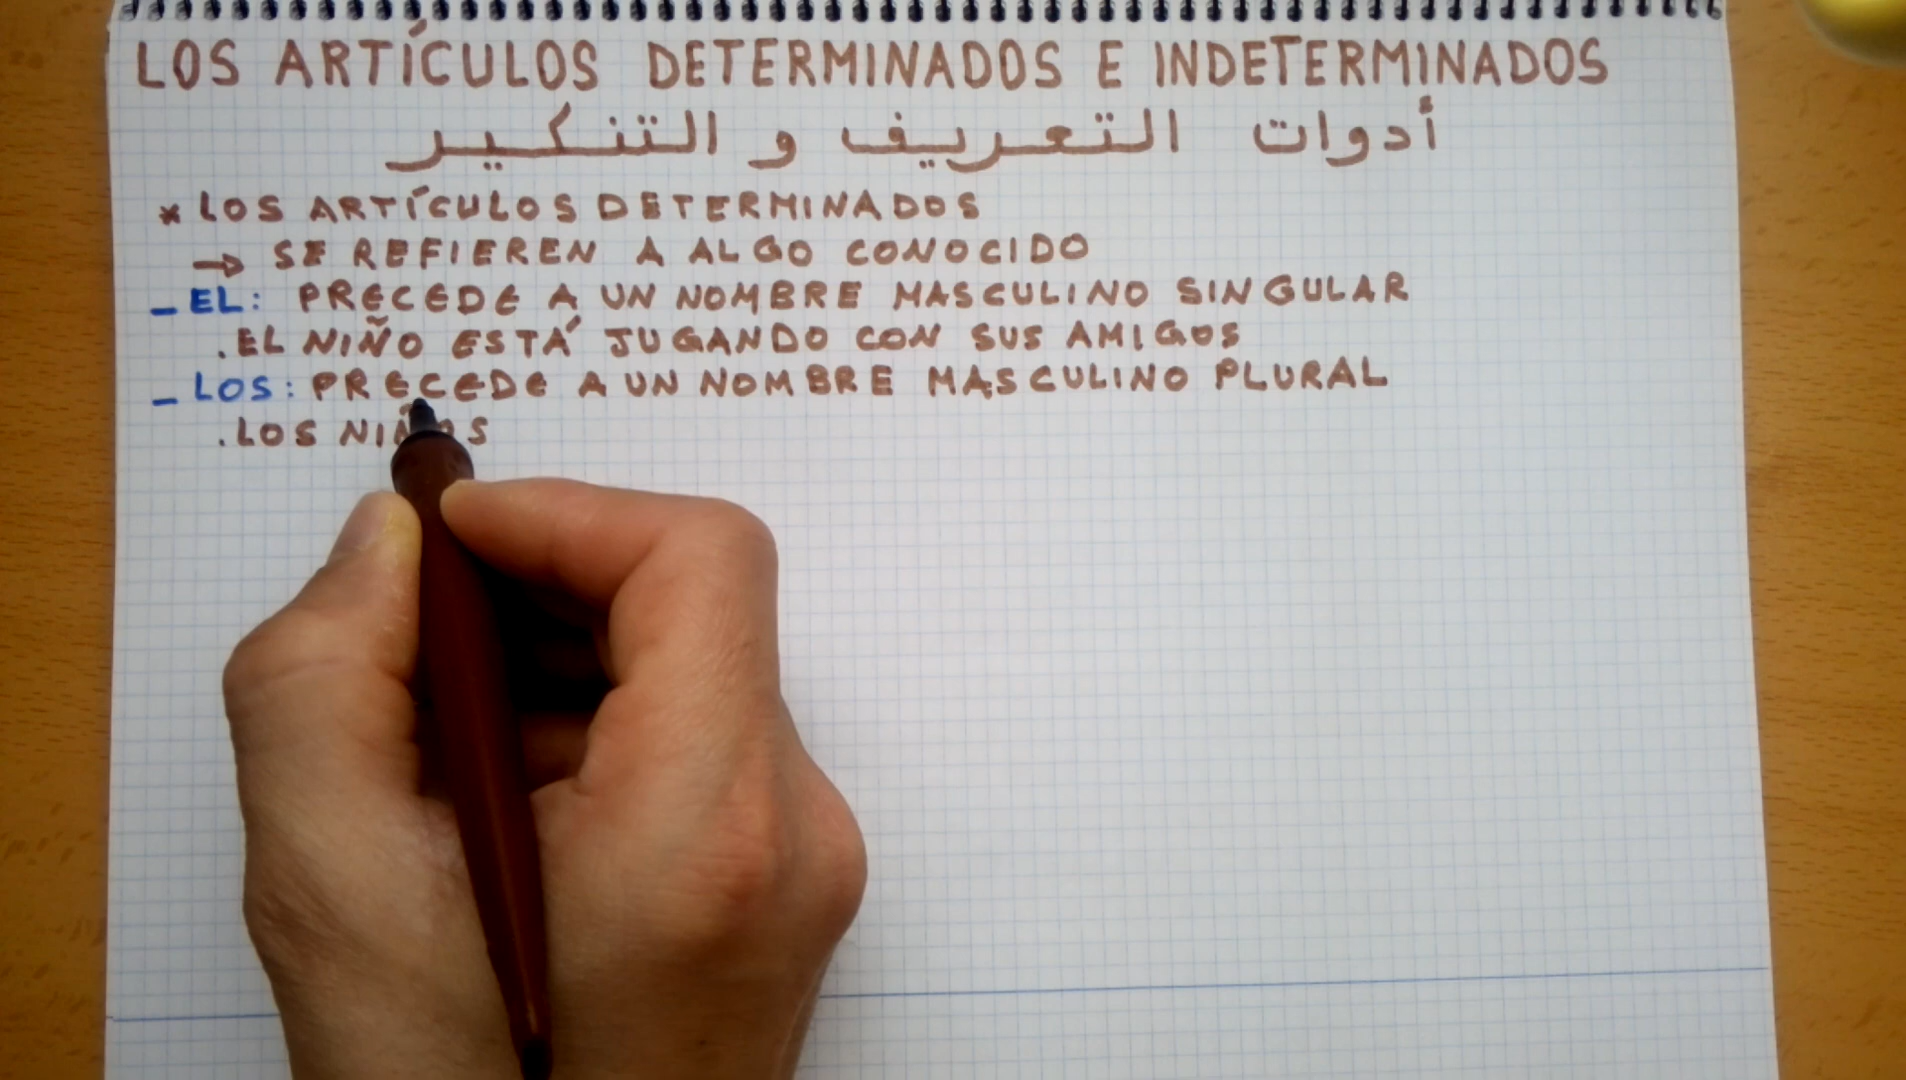 LOS ARTÍCULOS DETERMINADOS E INDETERMINADOS
أدوات التعريف و التنكير
* LOS ARTÍCULOS DETERMINADOS
→ SE REFIEREN A ALGO CONOCIDO
_ EL: PRECEDE A UN NOMBRE MASCULINO SINGULAR
. EL NIÑO ESTÁ JUGANDO CON SUS AMIGOS
_ LOS: PRECEDE A UN NOMBRE MASCULINO PLURAL
. LOS NIÑOS